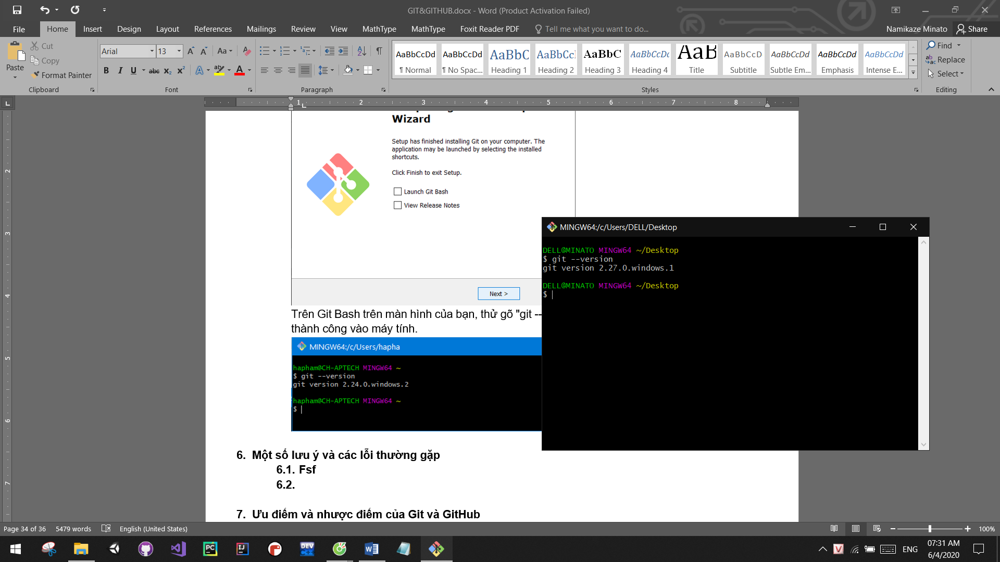 GIT&GITHUB.docx - Word (Product Activation Failed)
File Home Insert Design Layout References Mailings Review View MathType MathType Foxit Reader PDF Tell me what you want to do... Namikaze Minato Share
Paste
Cut
Copy
Format Painter
Clipboard
Arial 13
Font
Paragraph
AaBbCcDd AaBbCcDd AaBbC AaBbCc AaBbC AaBbCcDc AaB AaBbCcD AaBbCcDd AaBbCcDd AaBbCcDd
¶ Normal ¶ No Spac... Heading 1 Heading 2 Heading 3 Heading 4 Title Subtitle Subtle Em... Emphasis Intense E...
Styles
Find
Replace
Select
Editing
1 2 3 4 5 6 7 8
2
3
4
5
6
7
Wizard
Setup has finished installing Git on your computer. The
application may be launched by selecting the installed
shortcuts.
Click Finish to exit Setup.
Launch Git Bash
View Release Notes
Next >
Trên Git Bash trên màn hình của bạn, thử gõ "git --
thành công vào máy tính.
MINGW64:/c/Users/hapha
hapham@CH-APTECH MINGW64 ~
$ git --version
git version 2.24.0.windows.2
hapham@CH-APTECH MINGW64 ~
$
MINGW64:/c/Users/DELL/Desktop
DELL@MINATO MINGW64 ~/Desktop
$ git --version
git version 2.27.0.windows.1
DELL@MINATO MINGW64 ~/Desktop
$
6. Một số lưu ý và các lỗi thường gặp
6.1. Fsf
6.2.
7. Ưu điểm và nhược điểm của Git và GitHub
Page 34 of 36 5479 words English (United States) 100%
ENG
07:31 AM
6/4/2020